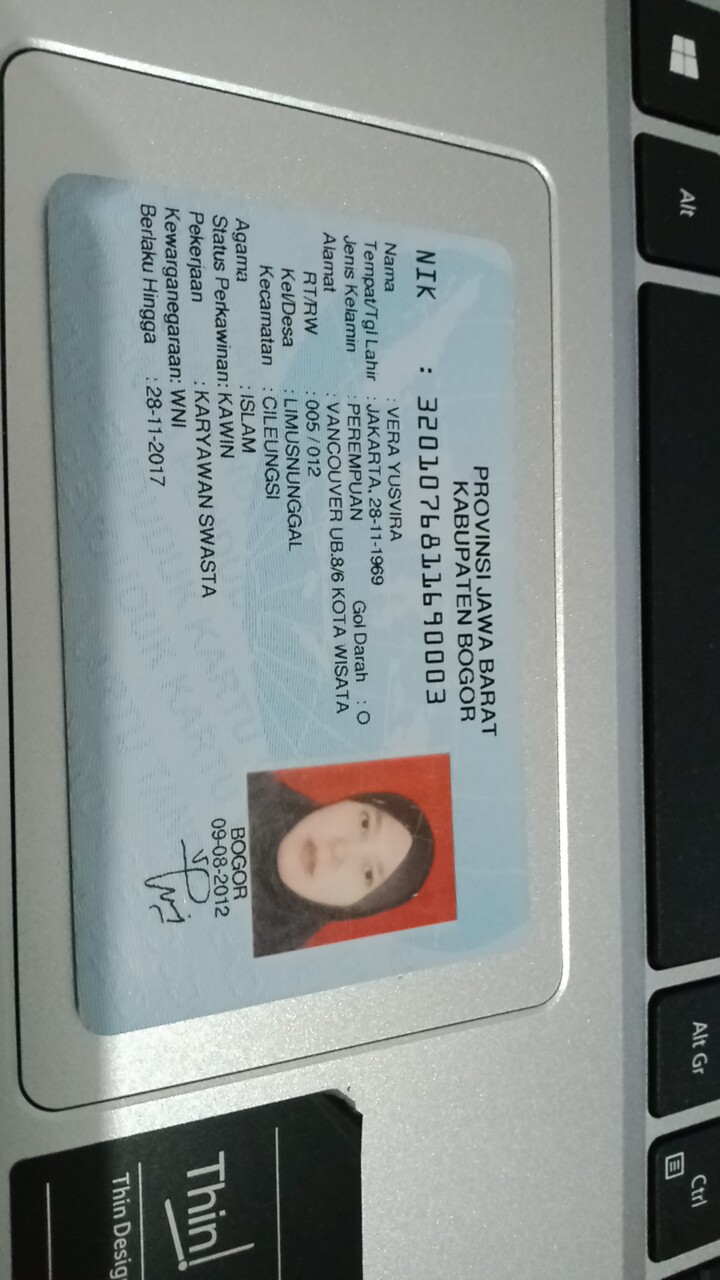 PROVINSI JAWA BARAT
KABUPATEN BOGOR
NIK : 3201076811690003
Nama : VERA YUSVIRA
Tempat/Tgl Lahir : JAKARTA, 28-11-1969
Jenis Kelamin : PEREMPUAN Gol Darah : O
Alamat : VANCOUVER UB.8/6 KOTA WISATA
RT/RW : 005 / 012
Kel/Desa : LIMUSNUNGGAL
Kecamatan : CILEUNGSI
Agama : ISLAM
Status Perkawinan: KAWIN
Pekerjaan : KARYAWAN SWASTA
Kewarganegaraan: WNI
Berlaku Hingga : 28-11-2017
BOGOR
09-08-2012
Alt
Alt Gr
Ctrl
Thin!
Thin Desig